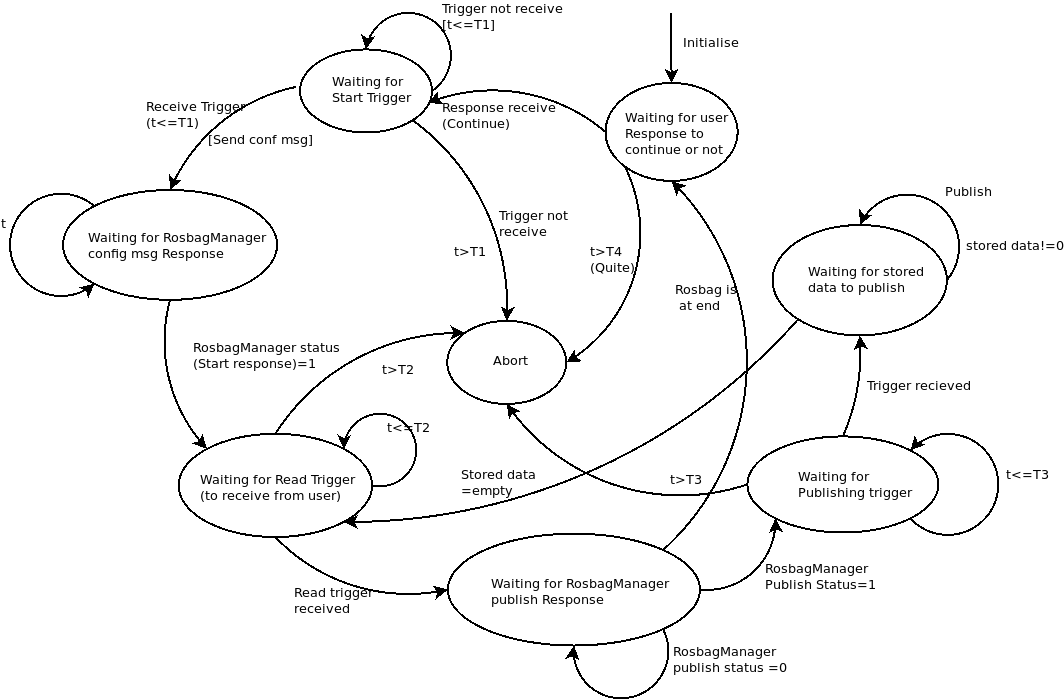 Trigger not receive
[t<=T1]
Initialise
Waiting for
Start Trigger
Receive Trigger
(t<=T1)
[Send conf msg]
Response receive
(Continue)
Waiting for user
Response to
continue or not
Publish
t
Waiting for RosbagManager
config msg Response
Trigger not
receive
t>T1
t>T4
(Quite)
stored data!=0
Waiting for stored
data to publish
Rosbag is
at end
RosbagManager status
(Start response)=1
Abort
t>T2
Trigger recieved
t<=T2
Waiting for Read Trigger
(to receive from user)
Stored data
=empty
t>T3
Waiting for
Publishing trigger
t<=T3
Read trigger
received
Waiting for RosbagManager
publish Response
RosbagManager
Publish Status=1
RosbagManager
publish status =0